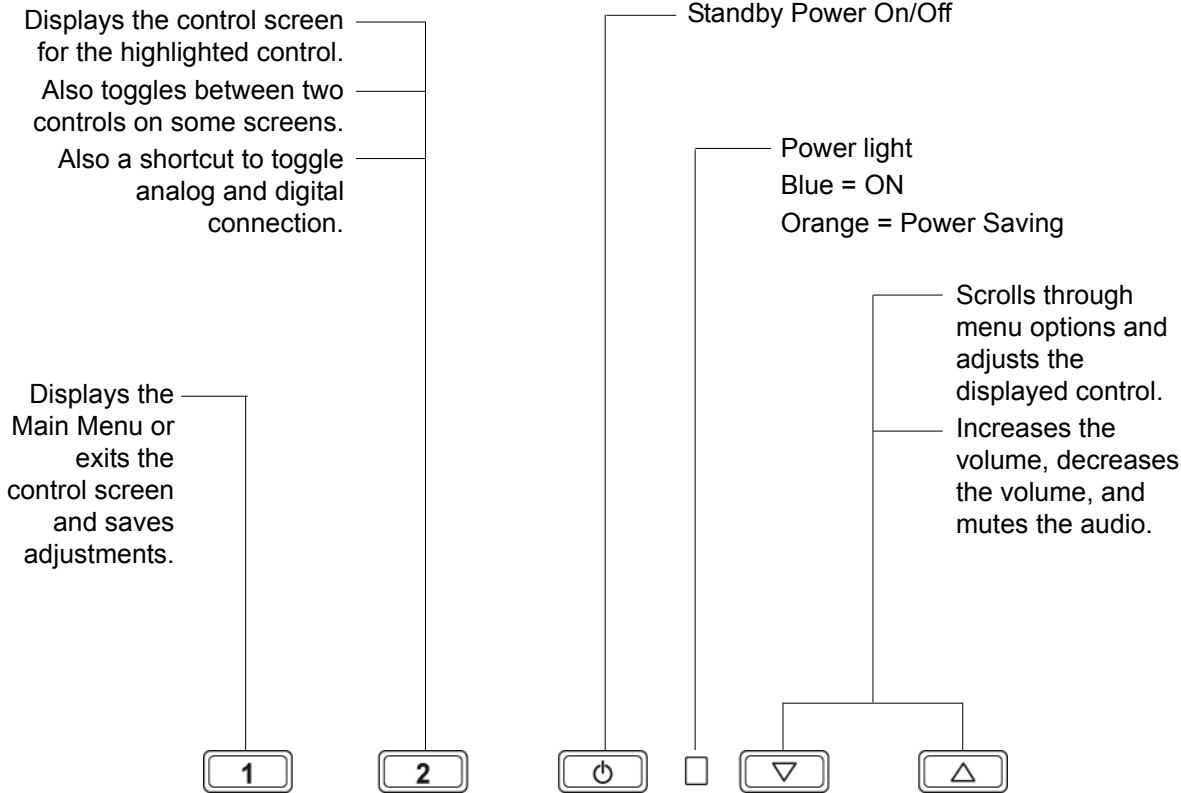 Displays the control screen
for the highlighted control.
Also toggles between two
controls on some screens.
Also a shortcut to toggle
analog and digital
connection.
Standby Power On/Off
Power light
Blue = ON
Orange = Power Saving
Scrolls through
menu options and
adjusts the
displayed control.
Increases the
volume, decreases
the volume, and
mutes the audio.
Displays the
Main Menu or
exits the
control screen
and saves
adjustments.
1
2